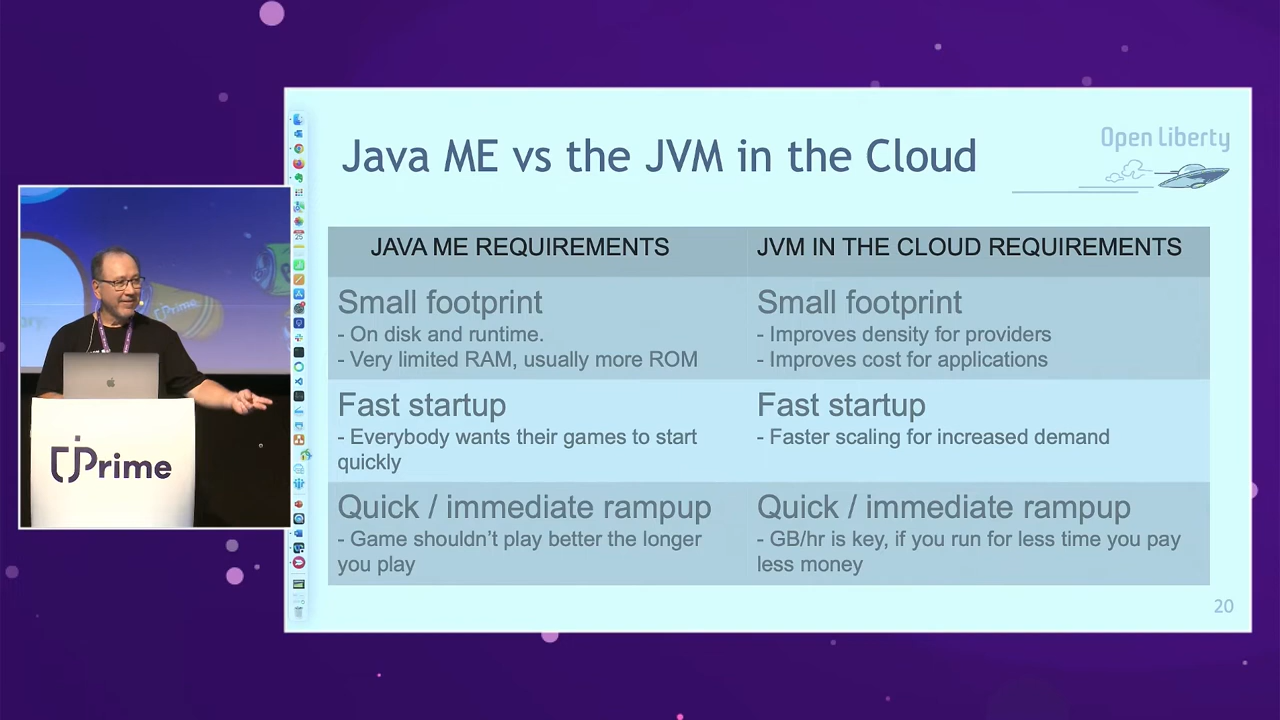 Java ME vs the JVM in the Cloud
Open Liberty
JAVA ME REQUIREMENTS
JVM IN THE CLOUD REQUIREMENTS
Small footprint
- On disk and runtime.
- Very limited RAM, usually more ROM
Small footprint
- Improves density for providers
- Improves cost for applications
Fast startup
- Everybody wants their games to start
quickly
Fast startup
- Faster scaling for increased demand
Quick / immediate rampup
- Game shouldn’t play better the longer
you play
Quick / immediate rampup
- GB/hr is key, if you run for less time you pay
less money
20
JPrime